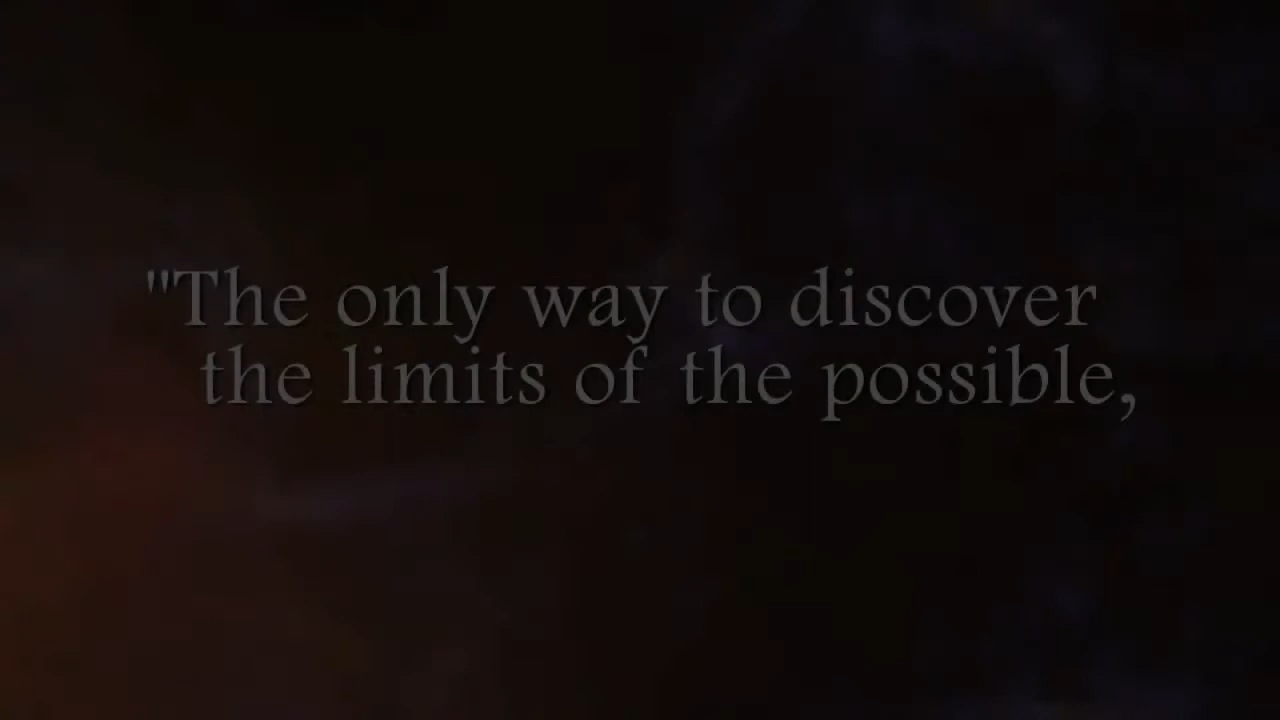 "The only way to discover
the limits of the possible,